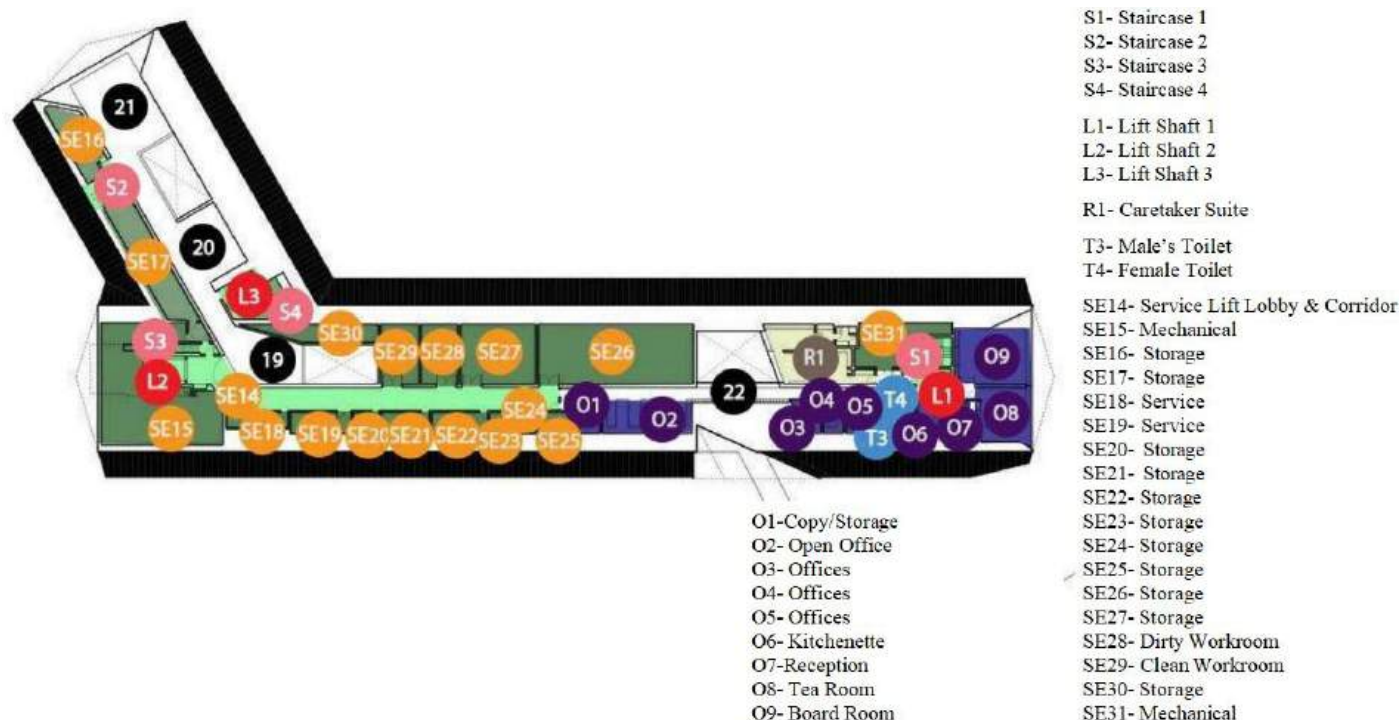 21
SE16
S2
20
SE17
L3
S4
S3
SE30
SE31
19
SE29
SE28
SE27
SE26
R1
S1
O9
L2
SE14
22
T4
L1
SE24
O1
O2
O4
O5
O8
SE15
SE18
SE19
SE20
SE21
SE22
SE23
SE25
O3
T3
O6
O7
S1- Staircase 1
S2- Staircase 2
S3- Staircase 3
S4- Staircase 4
L1- Lift Shaft 1
L2- Lift Shaft 2
L3- Lift Shaft 3
R1- Caretaker Suite
T3- Male's Toilet
T4- Female Toilet
SE14- Service Lift Lobby & Corridor
SE15- Mechanical
SE16- Storage
SE17- Storage
SE18- Service
SE19- Service
SE20- Storage
SE21- Storage
SE22- Storage
SE23- Storage
SE24- Storage
SE25- Storage
SE26- Storage
SE27- Storage
SE28- Dirty Workroom
SE29- Clean Workroom
SE30- Storage
SE31- Mechanical
O1-Copy/Storage
O2- Open Office
O3- Offices
O4- Offices
O5- Offices
O6- Kitchenette
O7-Reception
O8- Tea Room
O9- Board Room